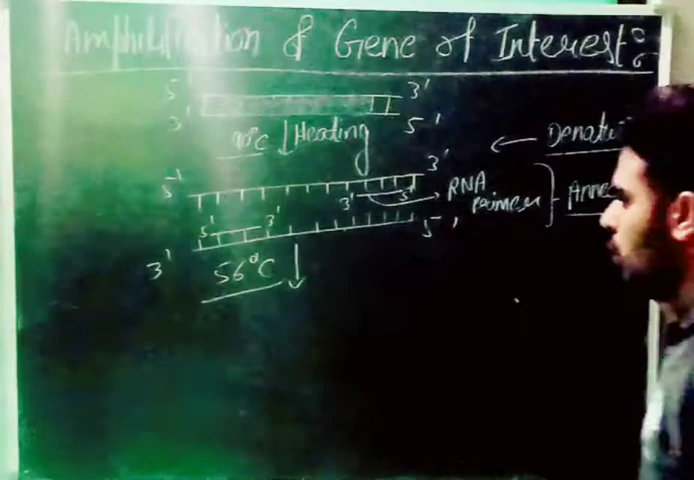 Amplification of Gene of Interest:
5' 3'
3' 5'
90°C ↓ Heating ← Denatu
5' 3'
3' 5' → RNA Primer } Anne
5' 3'
3' 5'
56°C ↓